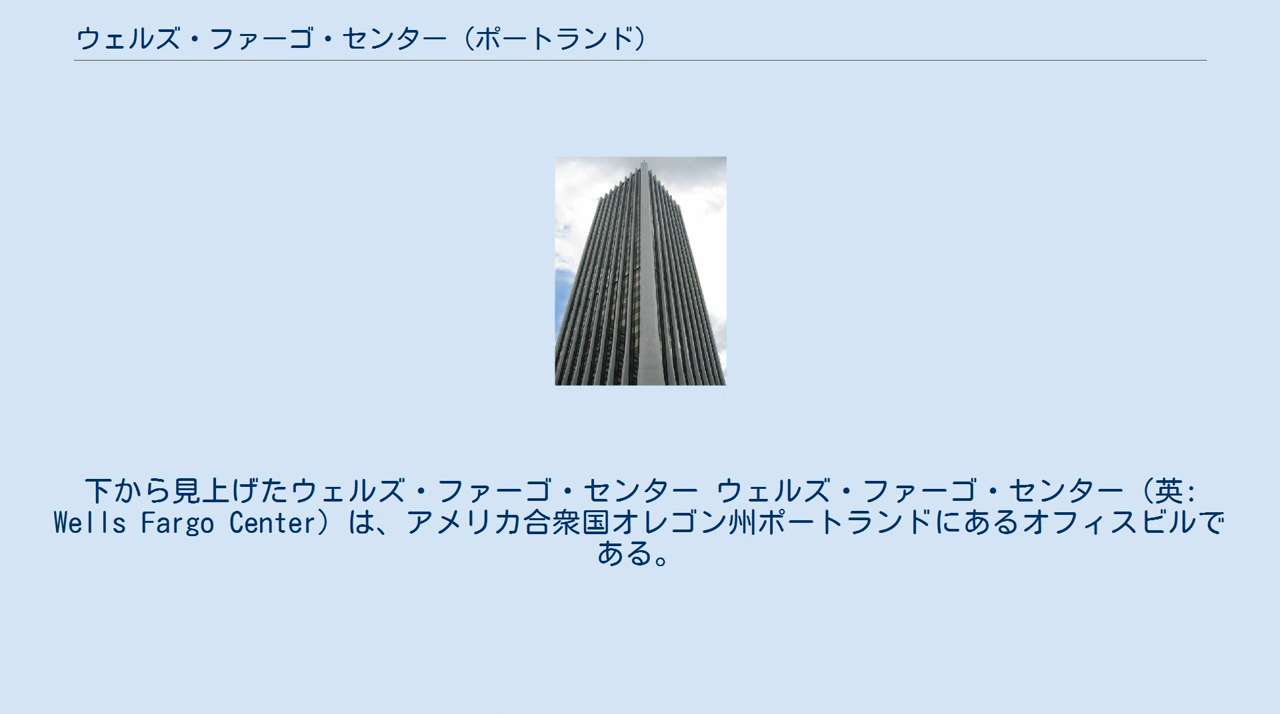 ウェルズ・ファーゴ・センター（ポートランド）
下から見上げたウェルズ・ファーゴ・センター ウェルズ・ファーゴ・センター（英:
Wells Fargo Center）は、アメリカ合衆国オレゴン州ポートランドにあるオフィスビルで
ある。